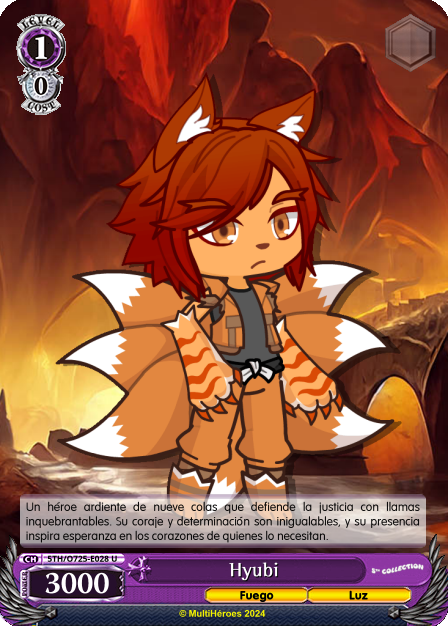 LEVEL
1
0
COST
Un héroe ardiente de nueve colas que defiende la justicia con llamas
inquebrantables. Su coraje y determinación son inigualables, y su presencia
inspira esperanza en los corazones de quienes lo necesitan.
CH 5TH/O725-E028 U
POWER 3000
Hyubi
5th COLLECTION
Fuego Luz
© MultiHéroes 2024